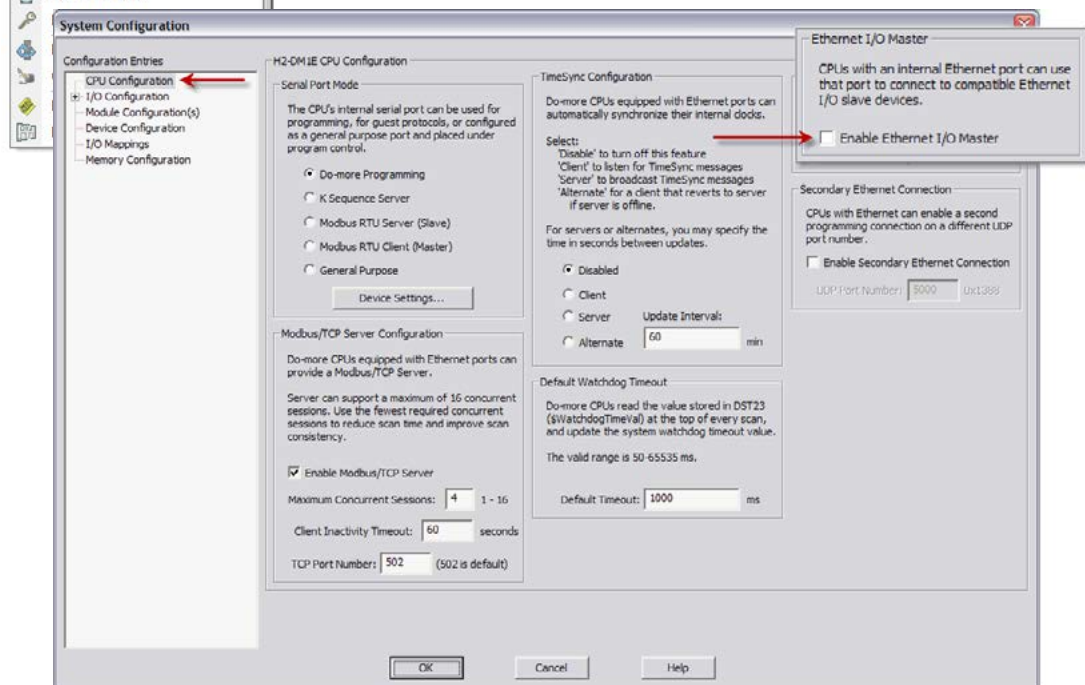 System Configuration
Configuration Entries
CPU Configuration
I/O Configuration
Module Configuration(s)
Device Configuration
I/O Mappings
Memory Configuration
H2-DM1E CPU Configuration
Serial Port Mode
The CPU's internal serial port can be used for
programming, for guest protocols, or configured
as a general purpose port and placed under
program control.
Do-more Programming
K Sequence Server
Modbus RTU Server (Slave)
Modbus RTU Client (Master)
General Purpose
Device Settings...
Modbus/TCP Server Configuration
Do-more CPUs equipped with Ethernet ports can
provide a Modbus/TCP Server.
Server can support a maximum of 16 concurrent
sessions. Use the fewest required concurrent
sessions to reduce scan time and improve scan
consistency.
Enable Modbus/TCP Server
Maximum Concurrent Sessions: 4 1 - 16
Client Inactivity Timeout: 60 seconds
TCP Port Number: 502 (502 is default)
TimeSync Configuration
Do-more CPUs equipped with Ethernet ports can
automatically synchronize their internal clocks.
Select:
'Disable' to turn off this feature
'Client' to listen for TimeSync messages
'Server' to broadcast TimeSync messages
'Alternate' for a client that reverts to server
if server is offline.
For servers or alternates, you may specify the
time in seconds between updates.
Disabled
Client
Server Update Interval:
Alternate 60 min
Default Watchdog Timeout
Do-more CPUs read the value stored in DST23
($WatchdogTimeVal) at the top of every scan,
and update the system watchdog timeout value.
The valid range is 50-65535 ms.
Default Timeout: 1000 ms
Ethernet I/O Master
CPUs with an internal Ethernet port can use
that port to connect to compatible Ethernet
I/O slave devices.
Enable Ethernet I/O Master
Secondary Ethernet Connection
CPUs with Ethernet can enable a second
programming connection on a different UDP
port number.
Enable Secondary Ethernet Connection
UDP Port Number: 5000 0x1388
OK Cancel Help